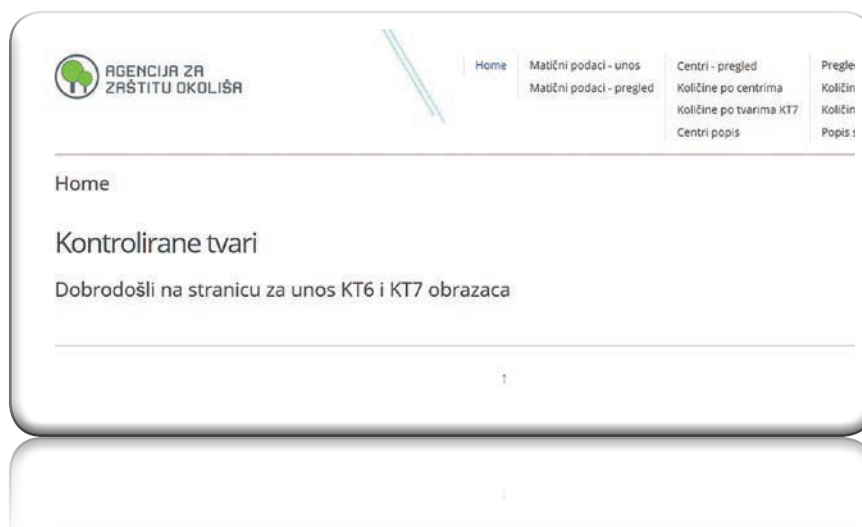 AGENCIJA ZA
ZAŠTITU OKOLIŠA
Home
Matični podaci - unos
Matični podaci - pregled
Centri - pregled
Količine po centrima
Količine po tvarima KT7
Centri popis
Home
Kontrolirane tvari
Dobrodošli na stranicu za unos KT6 i KT7 obrazaca